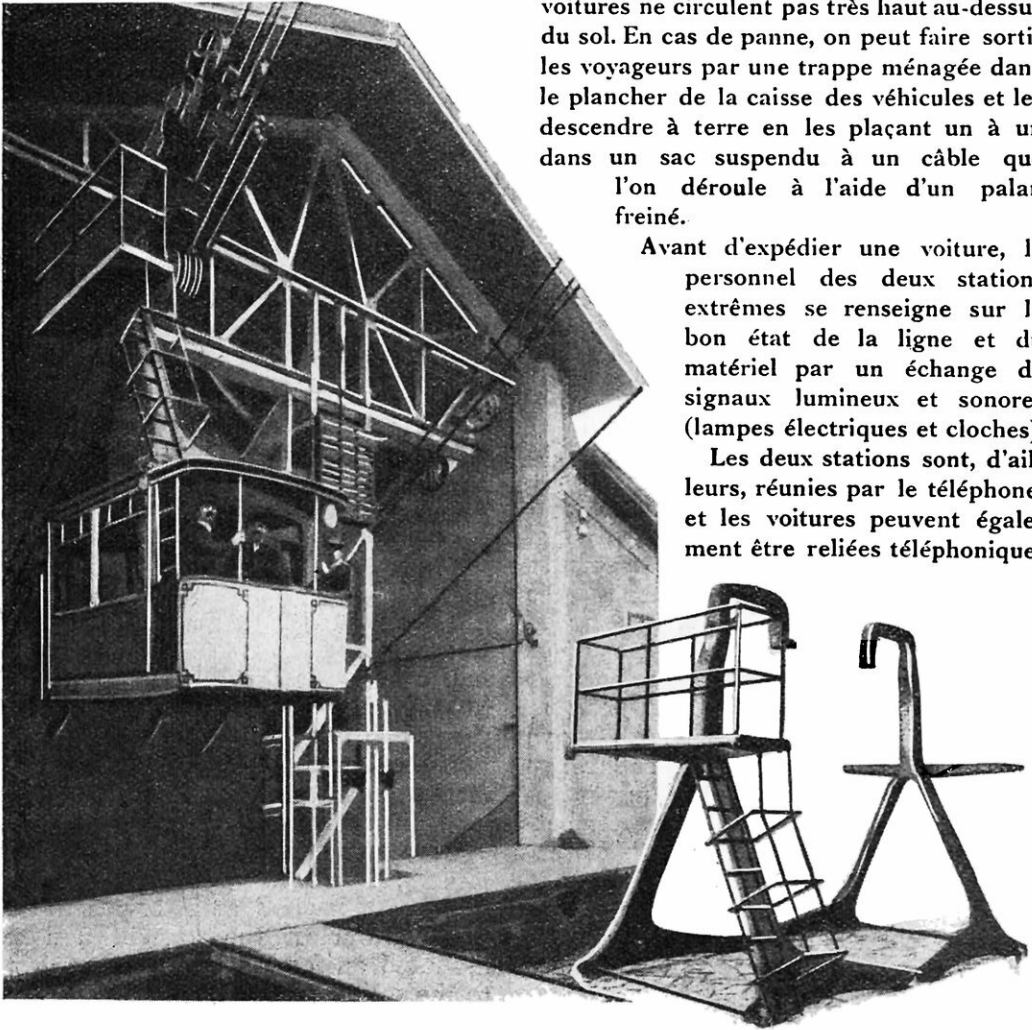 voitures ne circulent pas très haut au-dessu
du sol. En cas de panne, on peut faire sorti
les voyageurs par une trappe ménagée dan
le plancher de la caisse des véhicules et le
descendre à terre en les plaçant un à u
dans un sac suspendu à un câble qu
l'on déroule à l'aide d'un pala
freiné.
Avant d'expédier une voiture, l
personnel des deux station
extrêmes se renseigne sur l
bon état de la ligne et d
matériel par un échange d
signaux lumineux et sonore
(lampes électriques et cloches)
Les deux stations sont, d'ail
leurs, réunies par le téléphone
et les voitures peuvent égale
ment être reliées téléphonique